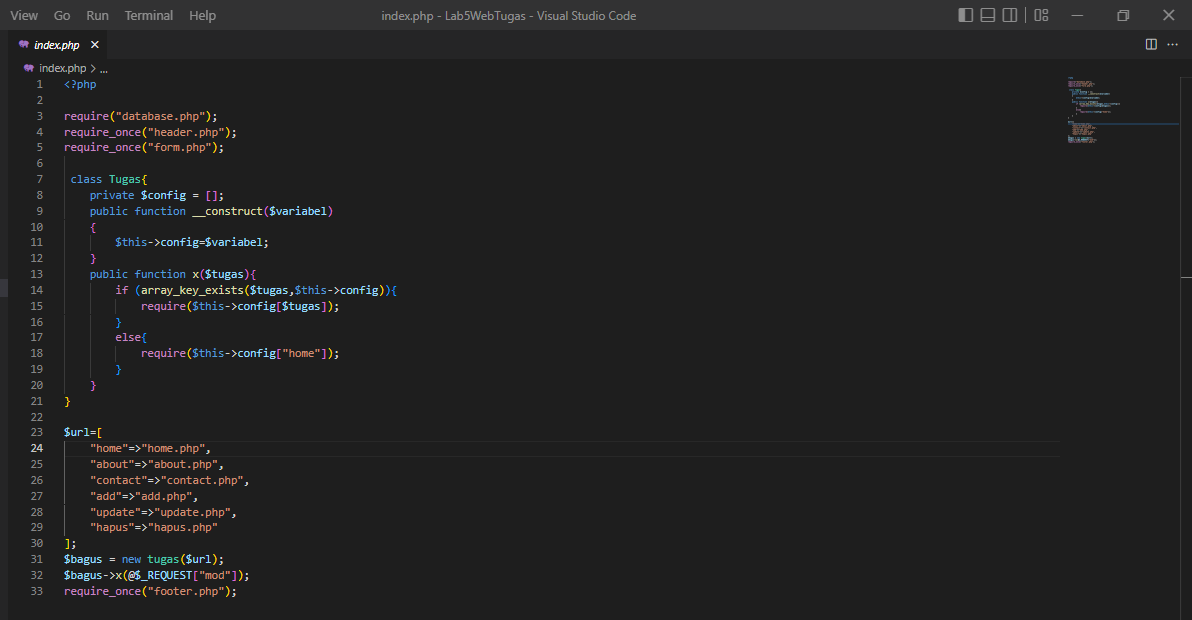 View Go Run Terminal Help index.php - Lab5WebTugas - Visual Studio Code
index.php
index.php > ...
1 <?php
2
3 require("database.php");
4 require_once("header.php");
5 require_once("form.php");
6
7 class Tugas{
8 private $config = [];
9 public function __construct($variabel)
10 {
11 $this->config=$variabel;
12 }
13 public function x($tugas){
14 if (array_key_exists($tugas,$this->config)){
15 require($this->config[$tugas]);
16 }
17 else{
18 require($this->config["home"]);
19 }
20 }
21 }
22
23 $url=[
24 "home"=>"home.php",
25 "about"=>"about.php",
26 "contact"=>"contact.php",
27 "add"=>"add.php",
28 "update"=>"update.php",
29 "hapus"=>"hapus.php"
30 ];
31 $bagus = new tugas($url);
32 $bagus->x(@$_REQUEST["mod"]);
33 require_once("footer.php");